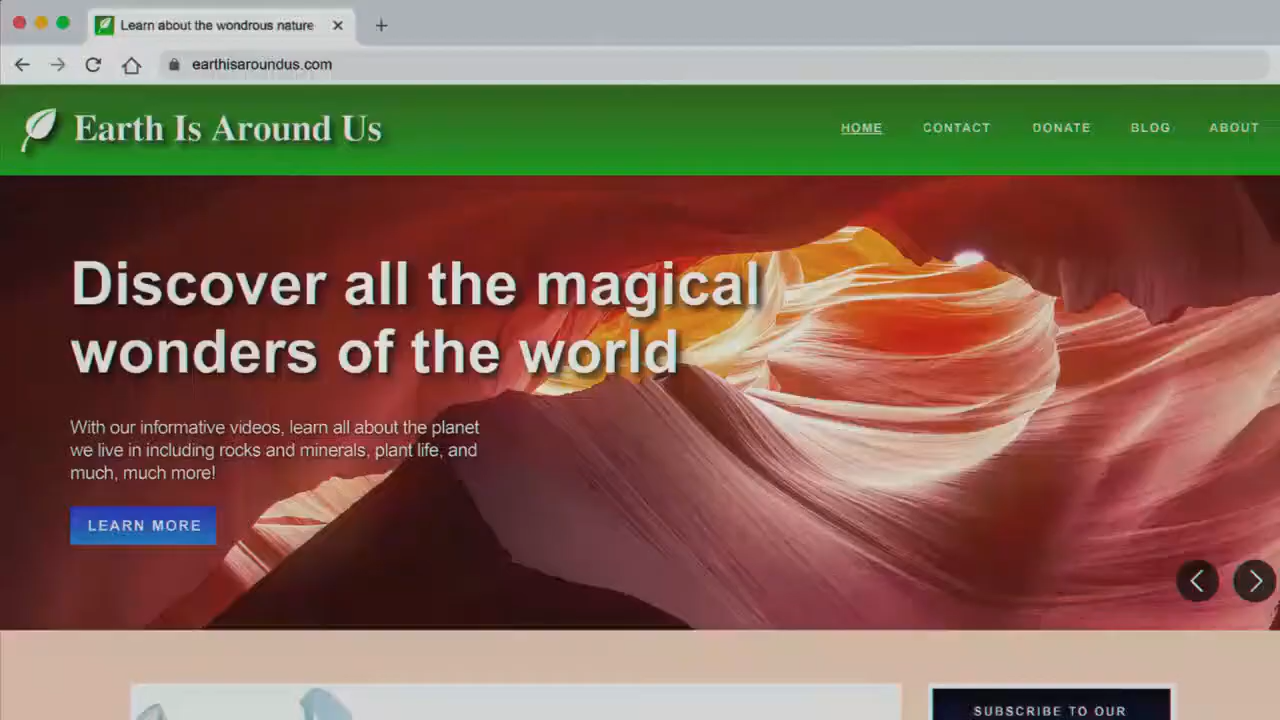 Learn about the wondrous nature
earthisaroundus.com
Earth Is Around Us
HOME CONTACT DONATE BLOG ABOUT
Discover all the magical
wonders of the world
With our informative videos, learn all about the planet
we live in including rocks and minerals, plant life, and
much, much more!
LEARN MORE
SUBSCRIBE TO OUR